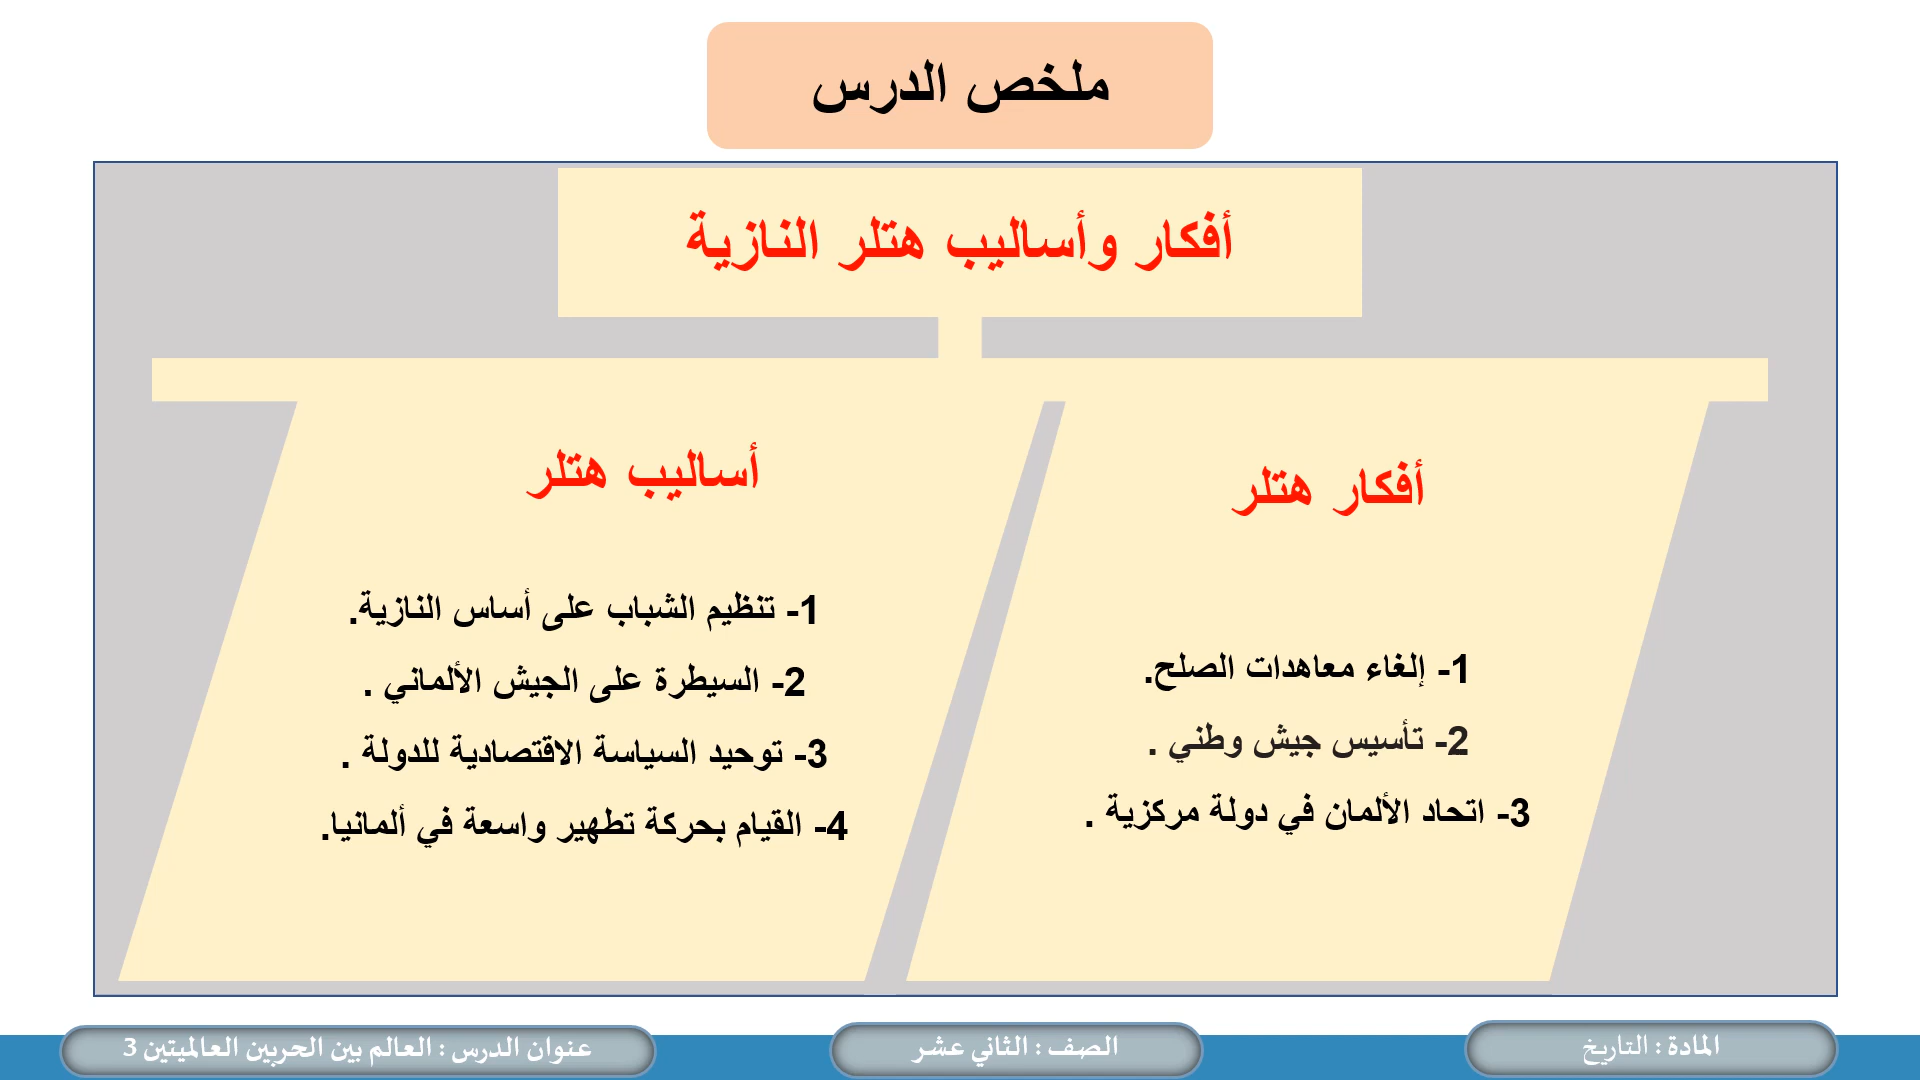 ملخص الدرس
أفكار وأساليب هتلر النازية
أفكار هتلر
1- إلغاء معاهدات الصلح.
2- تأسيس جيش وطني .
3- اتحاد الألمان في دولة مركزية .
أساليب هتلر
1- تنظيم الشباب على أساس النازية.
2- السيطرة على الجيش الألماني .
3- توحيد السياسة الاقتصادية للدولة .
4- القيام بحركة تطهير واسعة في ألمانيا.
المادة : التاريخ
الصف : الثاني عشر
عنوان الدرس : العالم بين الحربين العالميتين 3